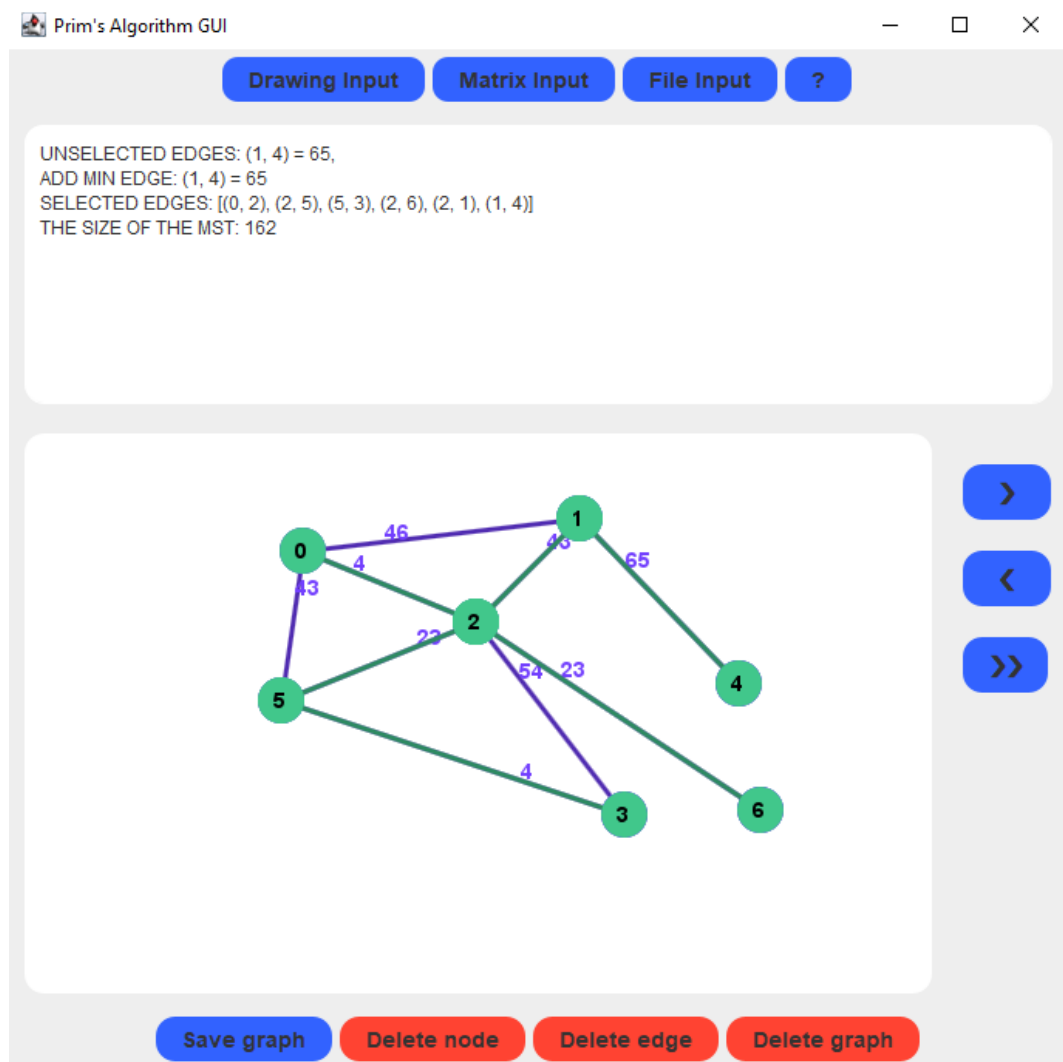 Prim's Algorithm GUI
Drawing Input Matrix Input File Input ?
UNSELECTED EDGES: (1, 4) = 65,
ADD MIN EDGE: (1, 4) = 65
SELECTED EDGES: [(0, 2), (2, 5), (5, 3), (2, 6), (2, 1), (1, 4)]
THE SIZE OF THE MST: 162
1
46
43
0
4
65
43
2
23
54
23
4
5
4
3
6
Save graph Delete node Delete edge Delete graph